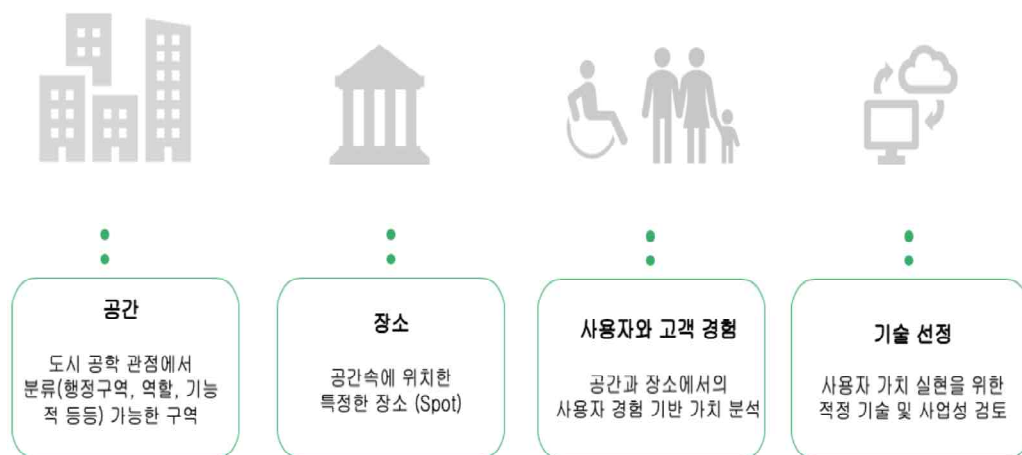 공간
도시 공학 관점에서
분류(행정구역, 역할, 기능
적 등등) 가능한 구역
장소
공간속에 위치한
특정한 장소 (Spot)
사용자와 고객 경험
공간과 장소에서의
사용자 경험 기반 가치 분석
기술 선정
사용자 가치 실현을 위한
적정 기술 및 사업성 검토